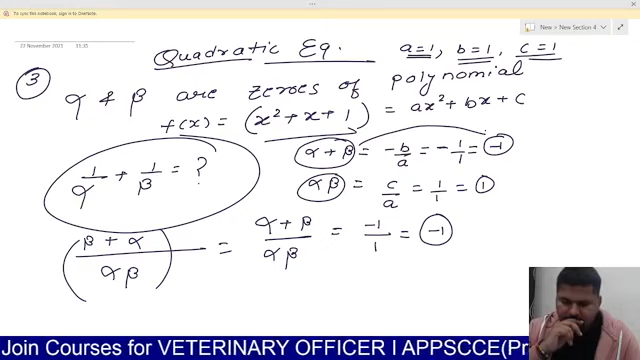 To sync this notebook, sign in to OneNote.
New > New Section 4
22 November 2021 11:35
Quadratic Eq. a=1, b=1, c=1
③ α & β are zeroes of polynomial
f(x) = (x² + x + 1) = ax² + bx + c
α + β = -b/a = -1/1 = -1
1/α + 1/β = ?
αβ = c/a = 1/1 = 1
(β + α / αβ) = α + β / αβ = -1/1 = -1
Join Courses for VETERINARY OFFICER I APPSCCE(Pr